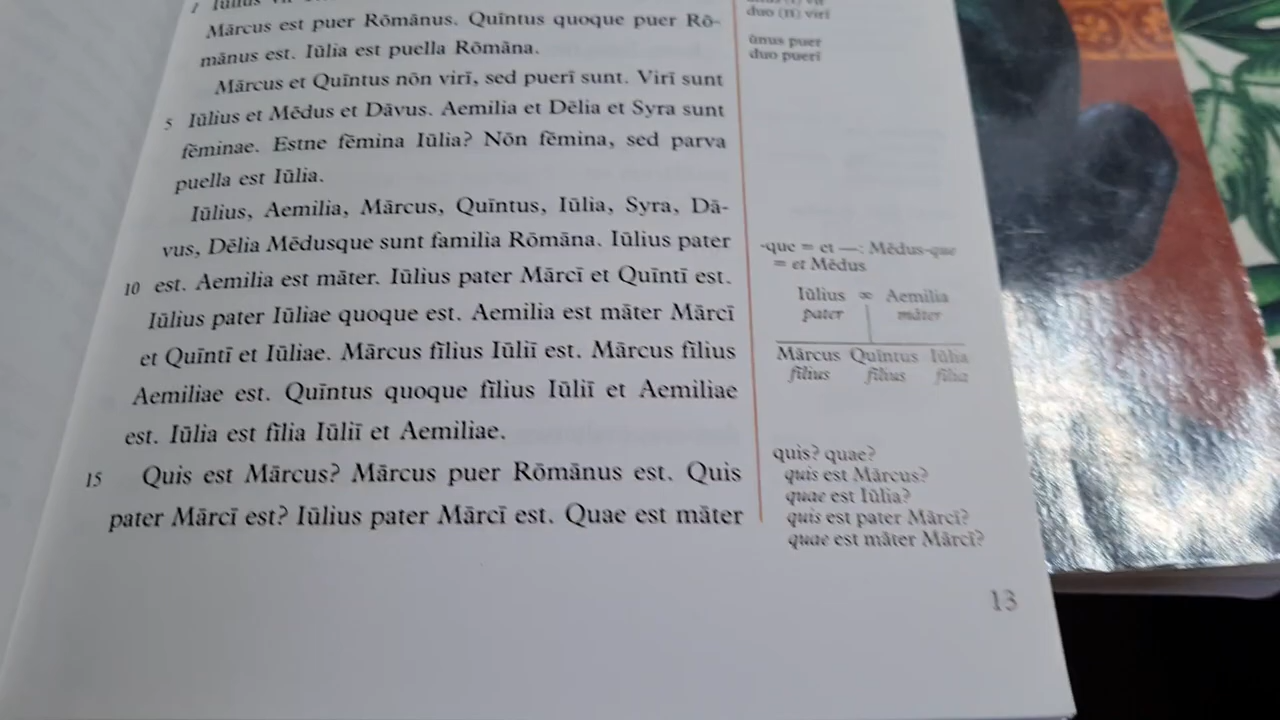 1 Iūlius
Mārcus est puer Rōmānus. Quīntus quoque puer Rō-
mānus est. Iūlia est puella Rōmāna.
Mārcus et Quīntus nōn virī, sed puerī sunt. Virī sunt
5 Iūlius et Mēdus et Dāvus. Aemilia et Dēlia et Syra sunt
fēminae. Estne fēmina Iūlia? Nōn fēmina, sed parva
puella est Iūlia.
Iūlius, Aemilia, Mārcus, Quīntus, Iūlia, Syra, Dā-
vus, Dēlia Mēdusque sunt familia Rōmāna. Iūlius pater
10 est. Aemilia est māter. Iūlius pater Mārcī et Quīntī est.
Iūlius pater Iūliae quoque est. Aemilia est māter Mārcī
et Quīntī et Iūliae. Mārcus fīlius Iūliī est. Mārcus fīlius
Aemiliae est. Quīntus quoque fīlius Iūliī et Aemiliae
est. Iūlia est fīlia Iūliī et Aemiliae.
15 Quis est Mārcus? Mārcus puer Rōmānus est. Quis
pater Mārcī est? Iūlius pater Mārcī est. Quae est māter
duo (II) virī
ūnus puer
duo puerī
-que = et —: Mēdus-que
= et Mēdus
Iūlius ∞ Aemilia
pater māter
Mārcus Quīntus Iūlia
fīlius fīlius fīlia
quis? quae?
quis est Mārcus?
quae est Iūlia?
quis est pater Mārcī?
quae est māter Mārcī?
13